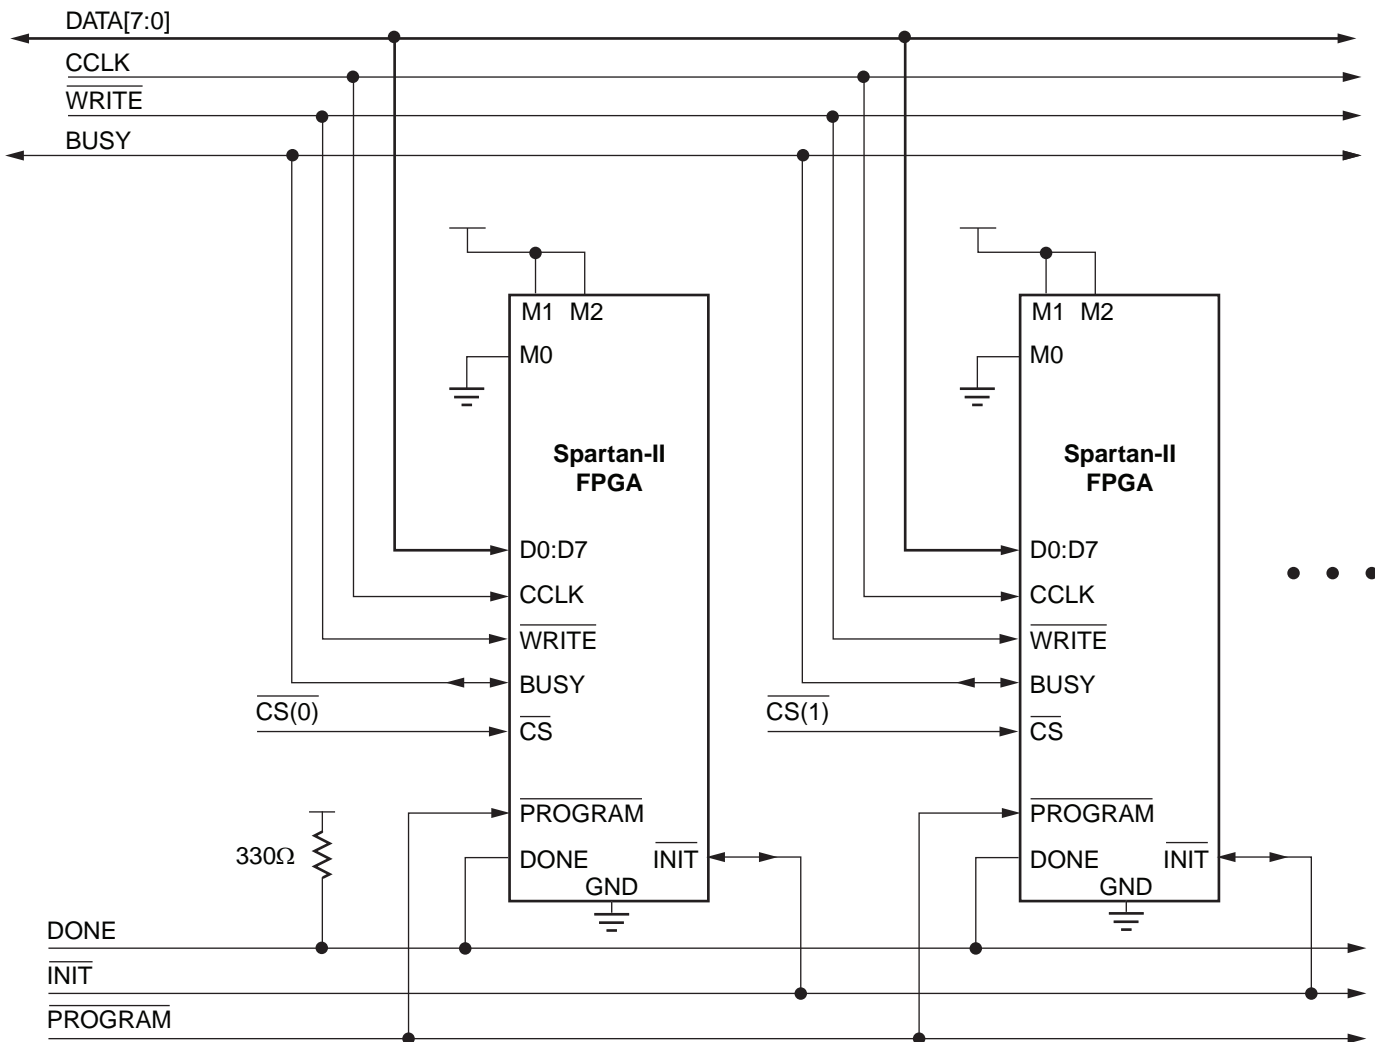 DATA[7:0]
CCLK
WRITE
BUSY
M1 M2
M0
Spartan-II
FPGA
D0:D7
CCLK
WRITE
BUSY
CS(0)
CS
PROGRAM
330Ω
DONE
INIT
GND
M1 M2
M0
Spartan-II
FPGA
D0:D7
CCLK
WRITE
BUSY
CS(1)
CS
PROGRAM
DONE
INIT
GND
DONE
INIT
PROGRAM